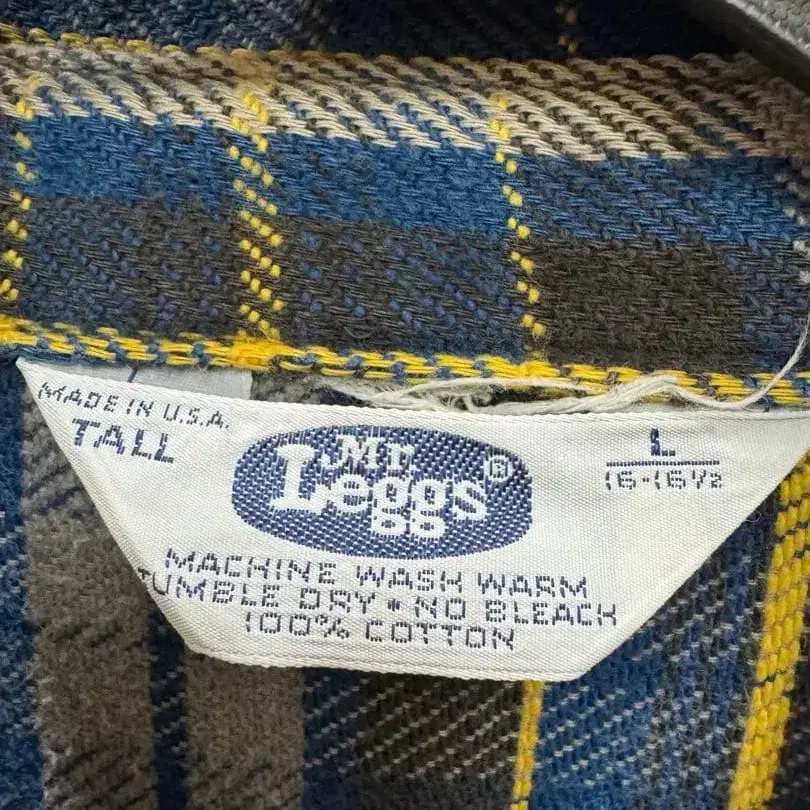 MADE IN U.S.A.
TALL
Mr.
Leggs®
L
16-16½
MACHINE WASH WARM
TUMBLE DRY • NO BLEACH
100% COTTON